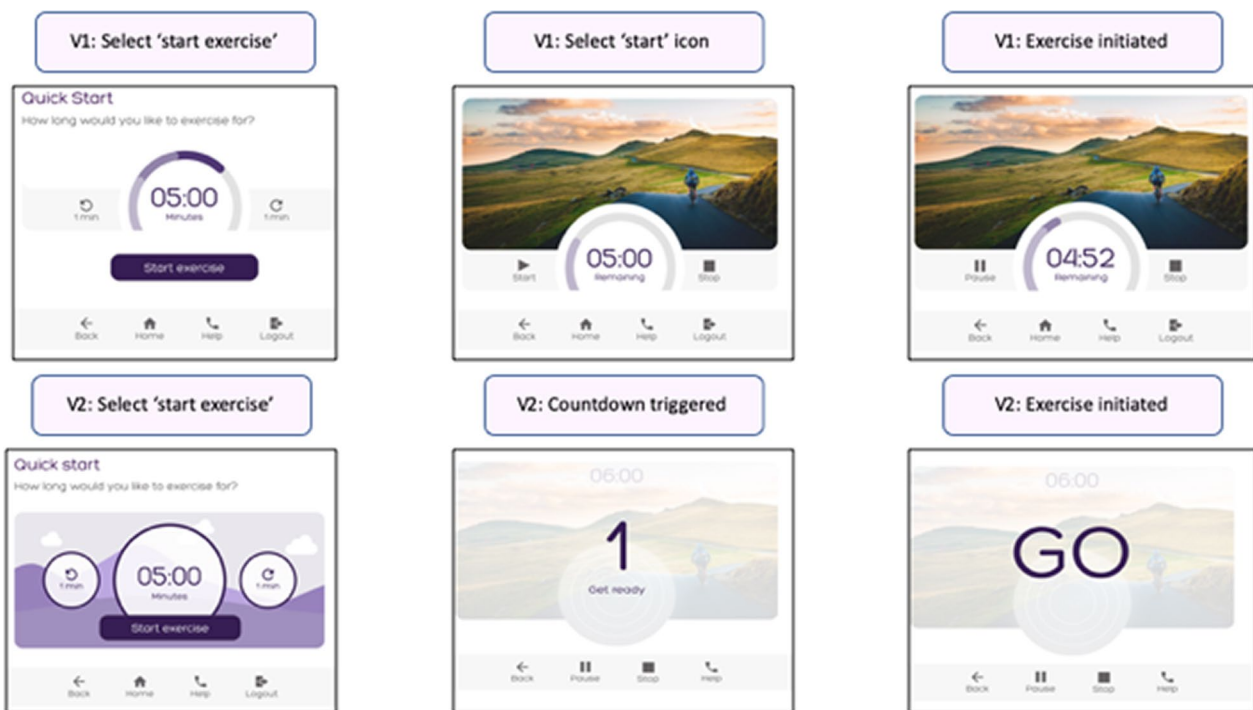 V1: Select 'start exercise'
V1: Select 'start' icon
V1: Exercise initiated
Quick Start
How long would you like to exercise for?
05:00
Minutes
1 min
1 min
Start exercise
Back
Home
Help
Logout
05:00
Remaining
Start
Stop
Back
Home
Help
Logout
04:52
Remaining
Pause
Stop
Back
Home
Help
Logout
V2: Select 'start exercise'
V2: Countdown triggered
V2: Exercise initiated
Quick start
How long would you like to exercise for?
05:00
Minutes
1 min
1 min
Start exercise
Back
Home
Help
Logout
06:00
1
Get ready
Back
Pause
Stop
Help
06:00
GO
Back
Pause
Stop
Help